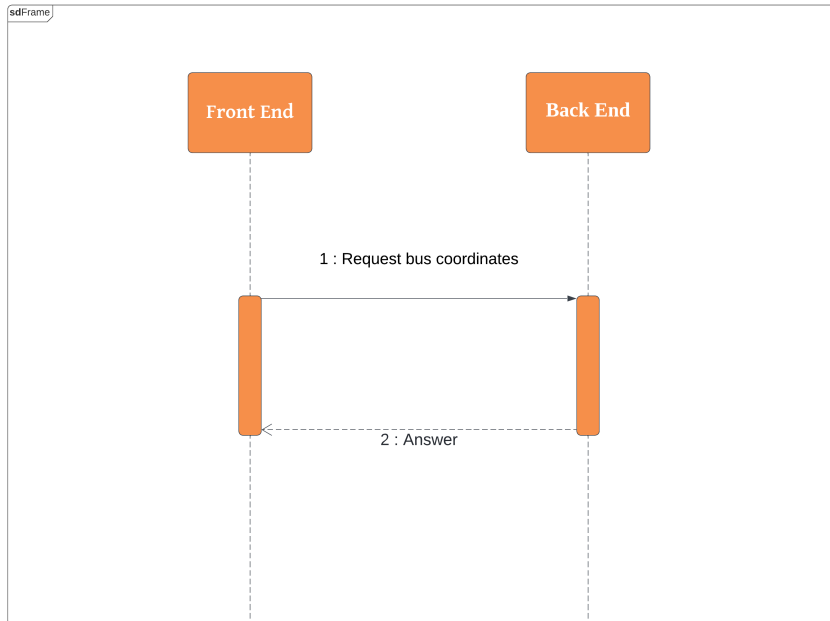 sdFrame
Front End
Back End
1 : Request bus coordinates
2 : Answer